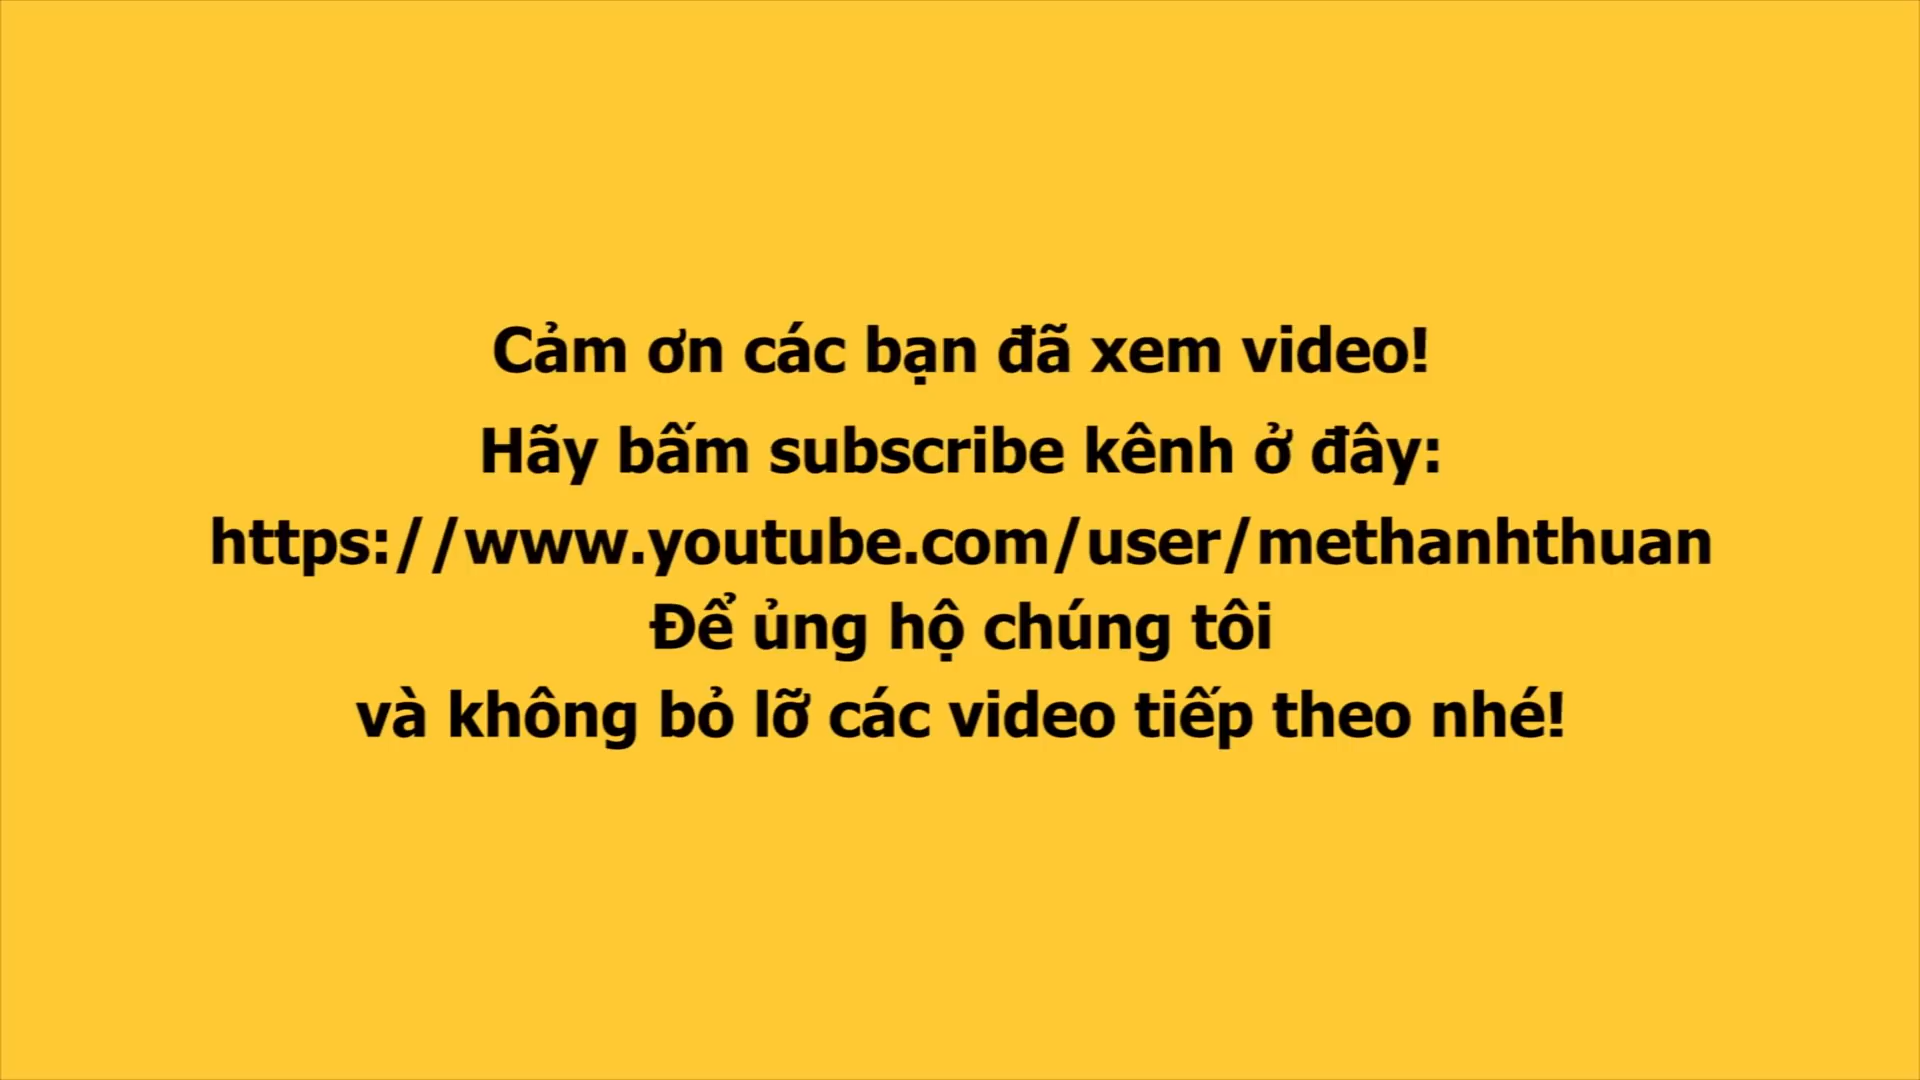 Cảm ơn các bạn đã xem video!
Hãy bấm subscribe kênh ở đây:
https://www.youtube.com/user/methanhthuan
Để ủng hộ chúng tôi
và không bỏ lỡ các video tiếp theo nhé!